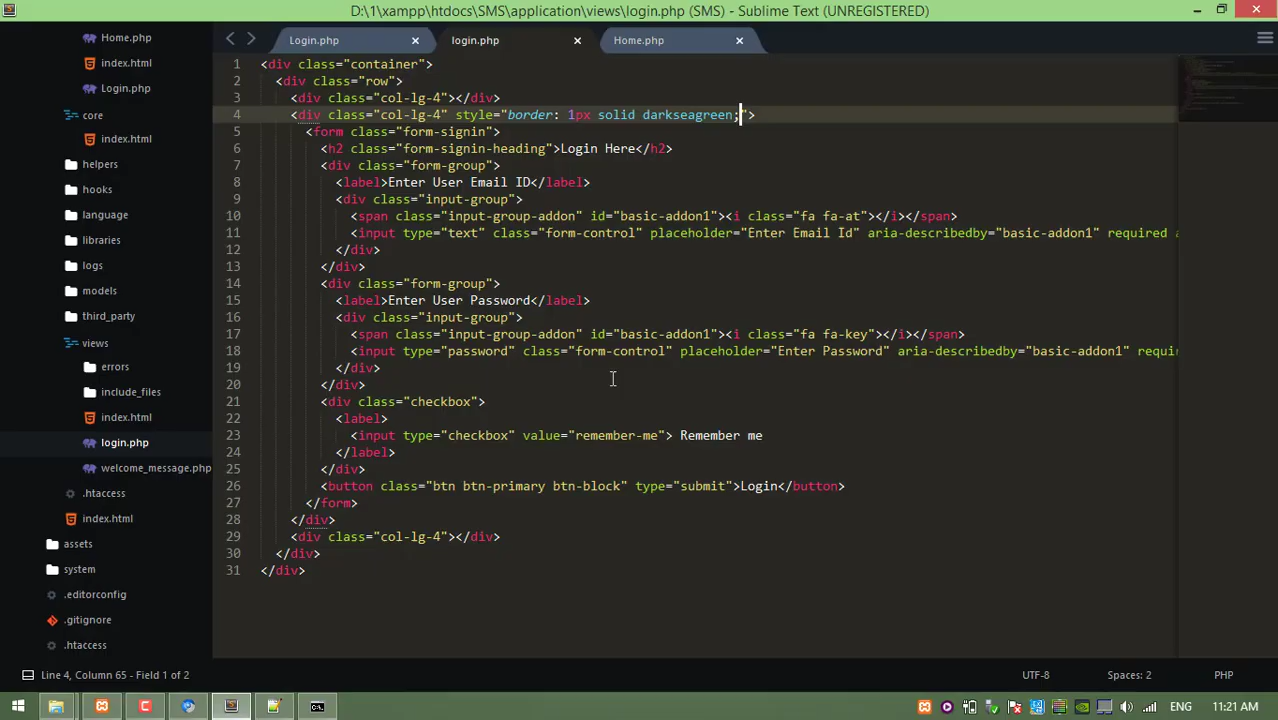 D:\1\xampp\htdocs\SMS\application\views\login.php (SMS) - Sublime Text (UNREGISTERED)
Home.php
index.html
Login.php
core
index.html
helpers
hooks
language
libraries
logs
models
third_party
views
errors
include_files
index.html
login.php
welcome_message.php
.htaccess
index.html
assets
system
.editorconfig
.gitignore
.htaccess
Login.php
login.php
Home.php
1 <div class="container">
2 <div class="row">
3 <div class="col-lg-4"></div>
4 <div class="col-lg-4" style="border: 1px solid darkseagreen;">
5 <form class="form-signin">
6 <h2 class="form-signin-heading">Login Here</h2>
7 <div class="form-group">
8 <label>Enter User Email ID</label>
9 <div class="input-group">
10 <span class="input-group-addon" id="basic-addon1"><i class="fa fa-at"></i></span>
11 <input type="text" class="form-control" placeholder="Enter Email Id" aria-describedby="basic-addon1" required a
12 </div>
13 </div>
14 <div class="form-group">
15 <label>Enter User Password</label>
16 <div class="input-group">
17 <span class="input-group-addon" id="basic-addon1"><i class="fa fa-key"></i></span>
18 <input type="password" class="form-control" placeholder="Enter Password" aria-describedby="basic-addon1" requir
19 </div>
20 </div>
21 <div class="checkbox">
22 <label>
23 <input type="checkbox" value="remember-me"> Remember me
24 </label>
25 </div>
26 <button class="btn btn-primary btn-block" type="submit">Login</button>
27 </form>
28 </div>
29 <div class="col-lg-4"></div>
30 </div>
31 </div>
Line 4, Column 65 - Field 1 of 2
UTF-8
Spaces: 2
PHP
ENG
11:21 AM